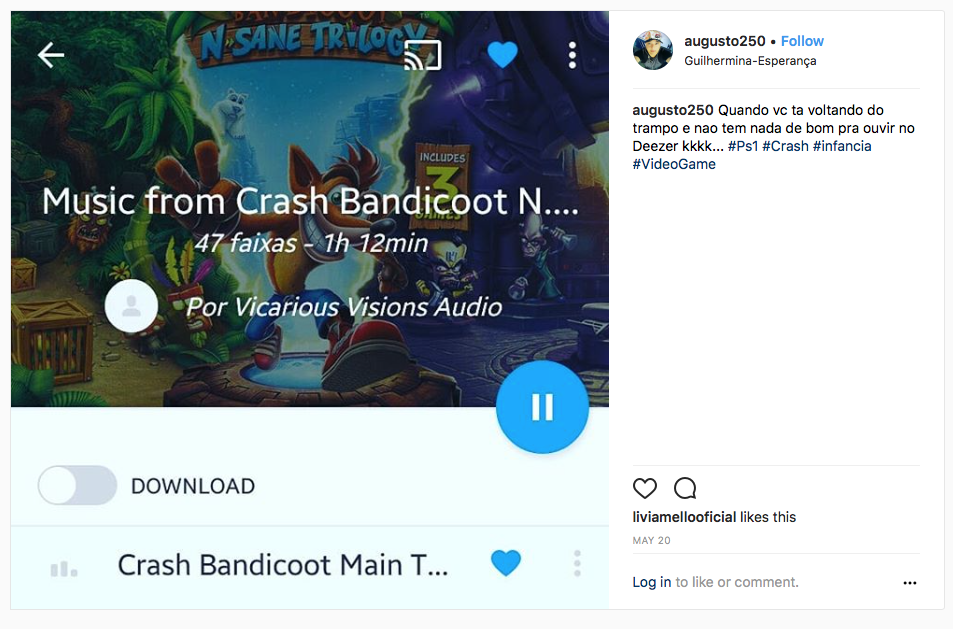 BANDICOOT
N. SANE TRILOGY
INCLUDES
3
GAMES
Music from Crash Bandicoot N....
47 faixas - 1h 12min
Por Vicarious Visions Audio
DOWNLOAD
Crash Bandicoot Main T...
augusto250 • Follow
Guilhermina-Esperança
augusto250 Quando vc ta voltando do
trampo e nao tem nada de bom pra ouvir no
Deezer kkkk... #Ps1 #Crash #infancia
#VideoGame
liviamellooficial likes this
MAY 20
Log in to like or comment.